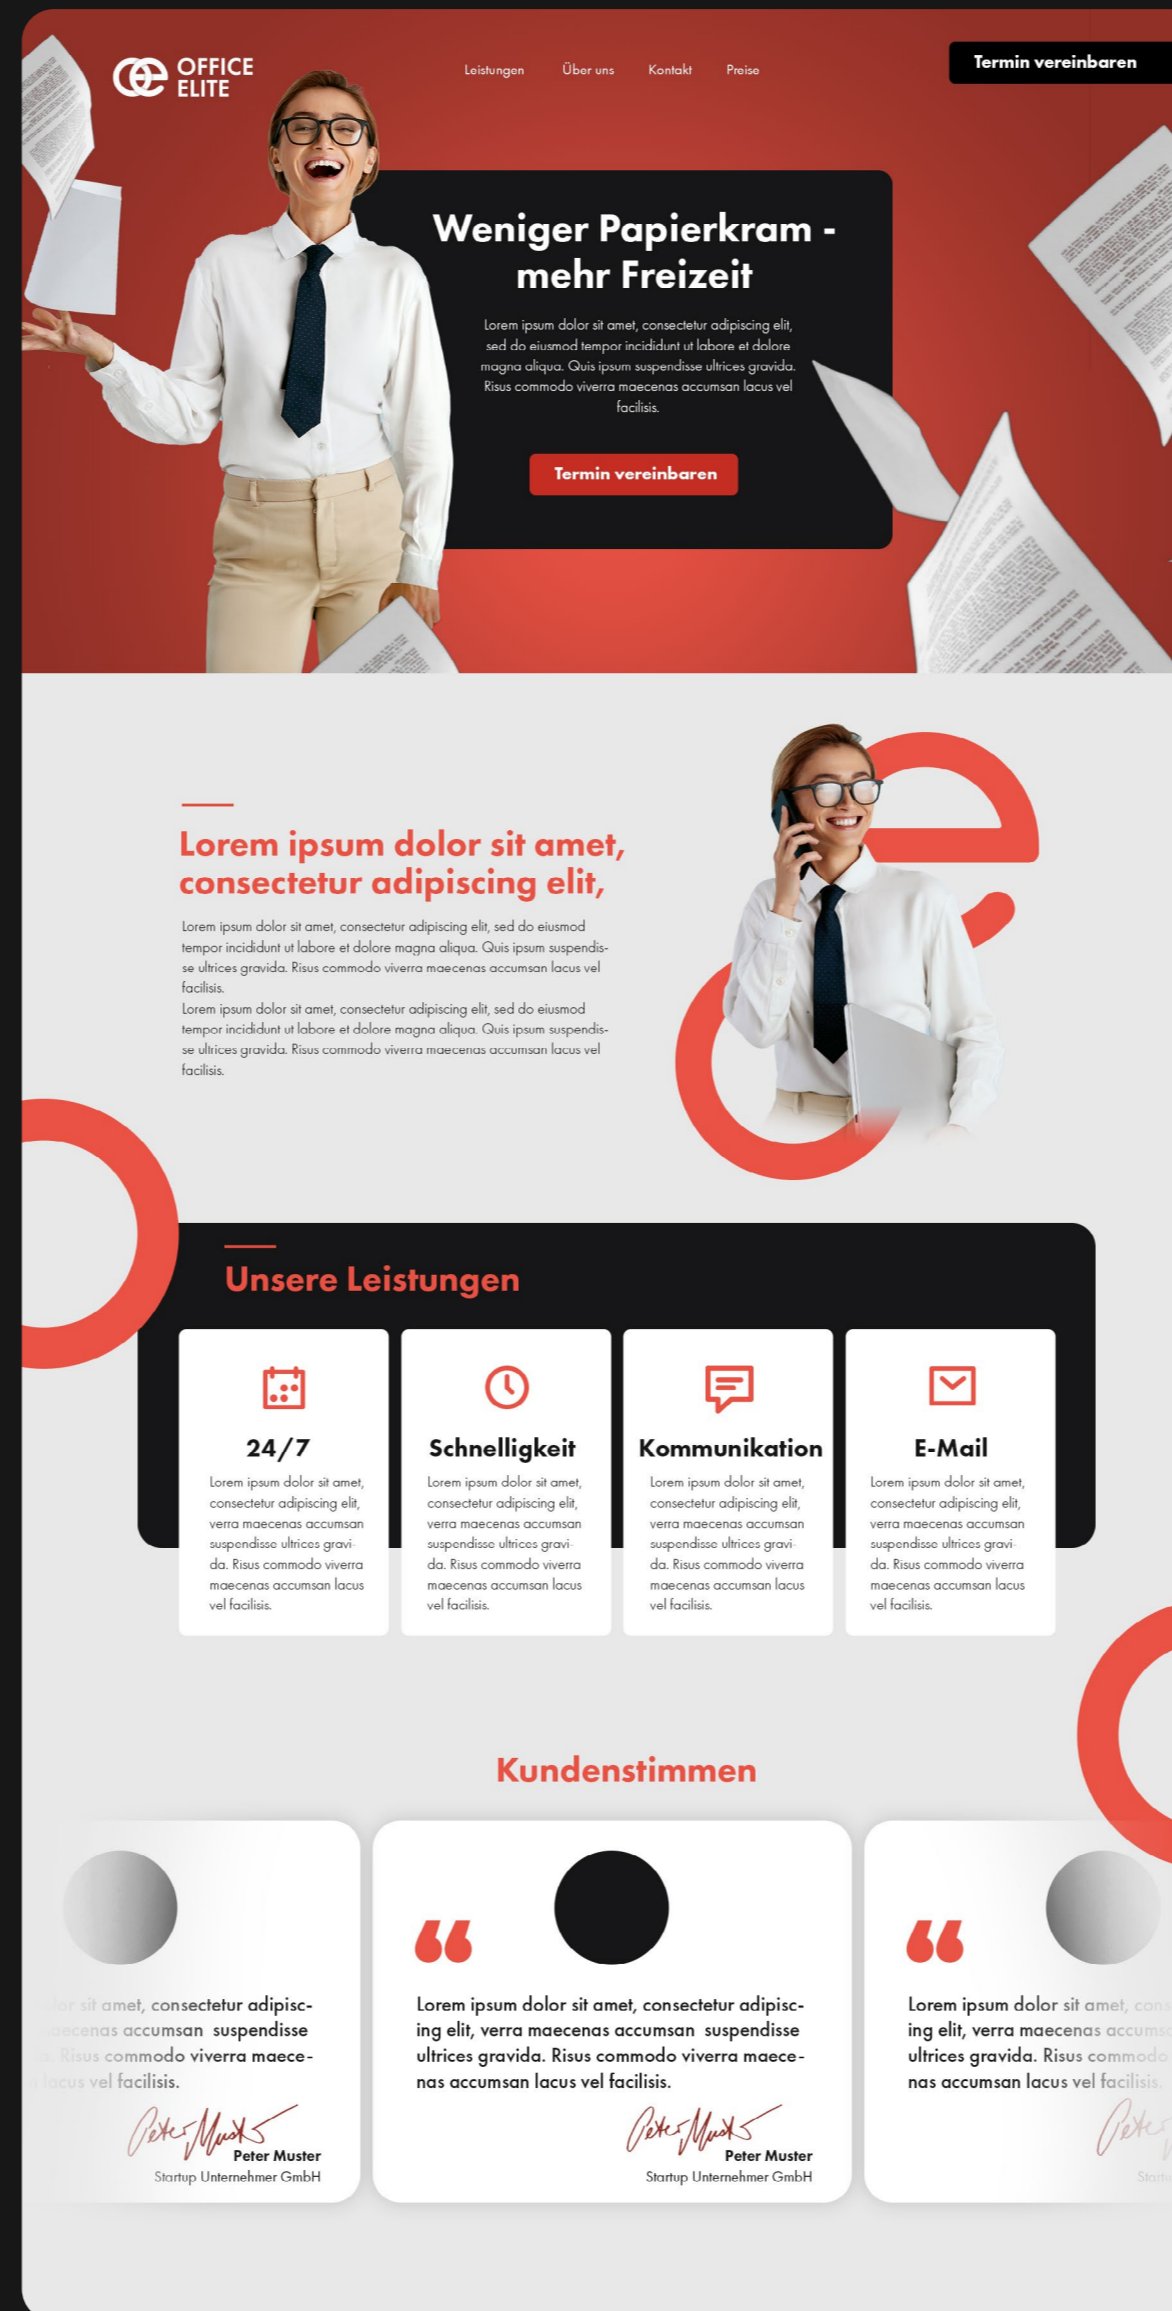 OFFICE
ELITE
Leistungen Über uns Kontakt Preise
Termin vereinbaren
Weniger Papierkram -
mehr Freizeit
Lorem ipsum dolor sit amet, consectetur adipiscing elit,
sed do eiusmod tempor incididunt ut labore et dolore
magna aliqua. Quis ipsum suspendisse ultrices gravida.
Risus commodo viverra maecenas accumsan lacus vel
facilisis.
Termin vereinbaren
Lorem ipsum dolor sit amet,
consectetur adipiscing elit,
Lorem ipsum dolor sit amet, consectetur adipiscing elit, sed do eiusmod
tempor incididunt ut labore et dolore magna aliqua. Quis ipsum suspendis-
se ultrices gravida. Risus commodo viverra maecenas accumsan lacus vel
facilisis.
Lorem ipsum dolor sit amet, consectetur adipiscing elit, sed do eiusmod
tempor incididunt ut labore et dolore magna aliqua. Quis ipsum suspendis-
se ultrices gravida. Risus commodo viverra maecenas accumsan lacus vel
facilisis.
Unsere Leistungen
24/7
Lorem ipsum dolor sit amet,
consectetur adipiscing elit,
verra maecenas accumsan
suspendisse ultrices gravi-
da. Risus commodo viverra
maecenas accumsan lacus
vel facilisis.
Schnelligkeit
Lorem ipsum dolor sit amet,
consectetur adipiscing elit,
verra maecenas accumsan
suspendisse ultrices gravi-
da. Risus commodo viverra
maecenas accumsan lacus
vel facilisis.
Kommunikation
Lorem ipsum dolor sit amet,
consectetur adipiscing elit,
verra maecenas accumsan
suspendisse ultrices gravi-
da. Risus commodo viverra
maecenas accumsan lacus
vel facilisis.
E-Mail
Lorem ipsum dolor sit amet,
consectetur adipiscing elit,
verra maecenas accumsan
suspendisse ultrices gravi-
da. Risus commodo viverra
maecenas accumsan lacus
vel facilisis.
Kundenstimmen
sit amet, consectetur adipisc-
accumsan suspendisse
Risus commodo viverra maece-
lacus vel facilisis.
Peter Muster
Peter Muster
Startup Unternehmer GmbH
“
Lorem ipsum dolor sit amet, consectetur adipisc-
ing elit, verra maecenas accumsan suspendisse
ultrices gravida. Risus commodo viverra maece-
nas accumsan lacus vel facilisis.
Peter Muster
Peter Muster
Startup Unternehmer GmbH
“
Lorem ipsum dolor sit amet, cons
ing elit, verra maecenas accums
ultrices gravida. Risus commodo
nas accumsan lacus vel facilisis.
Peter